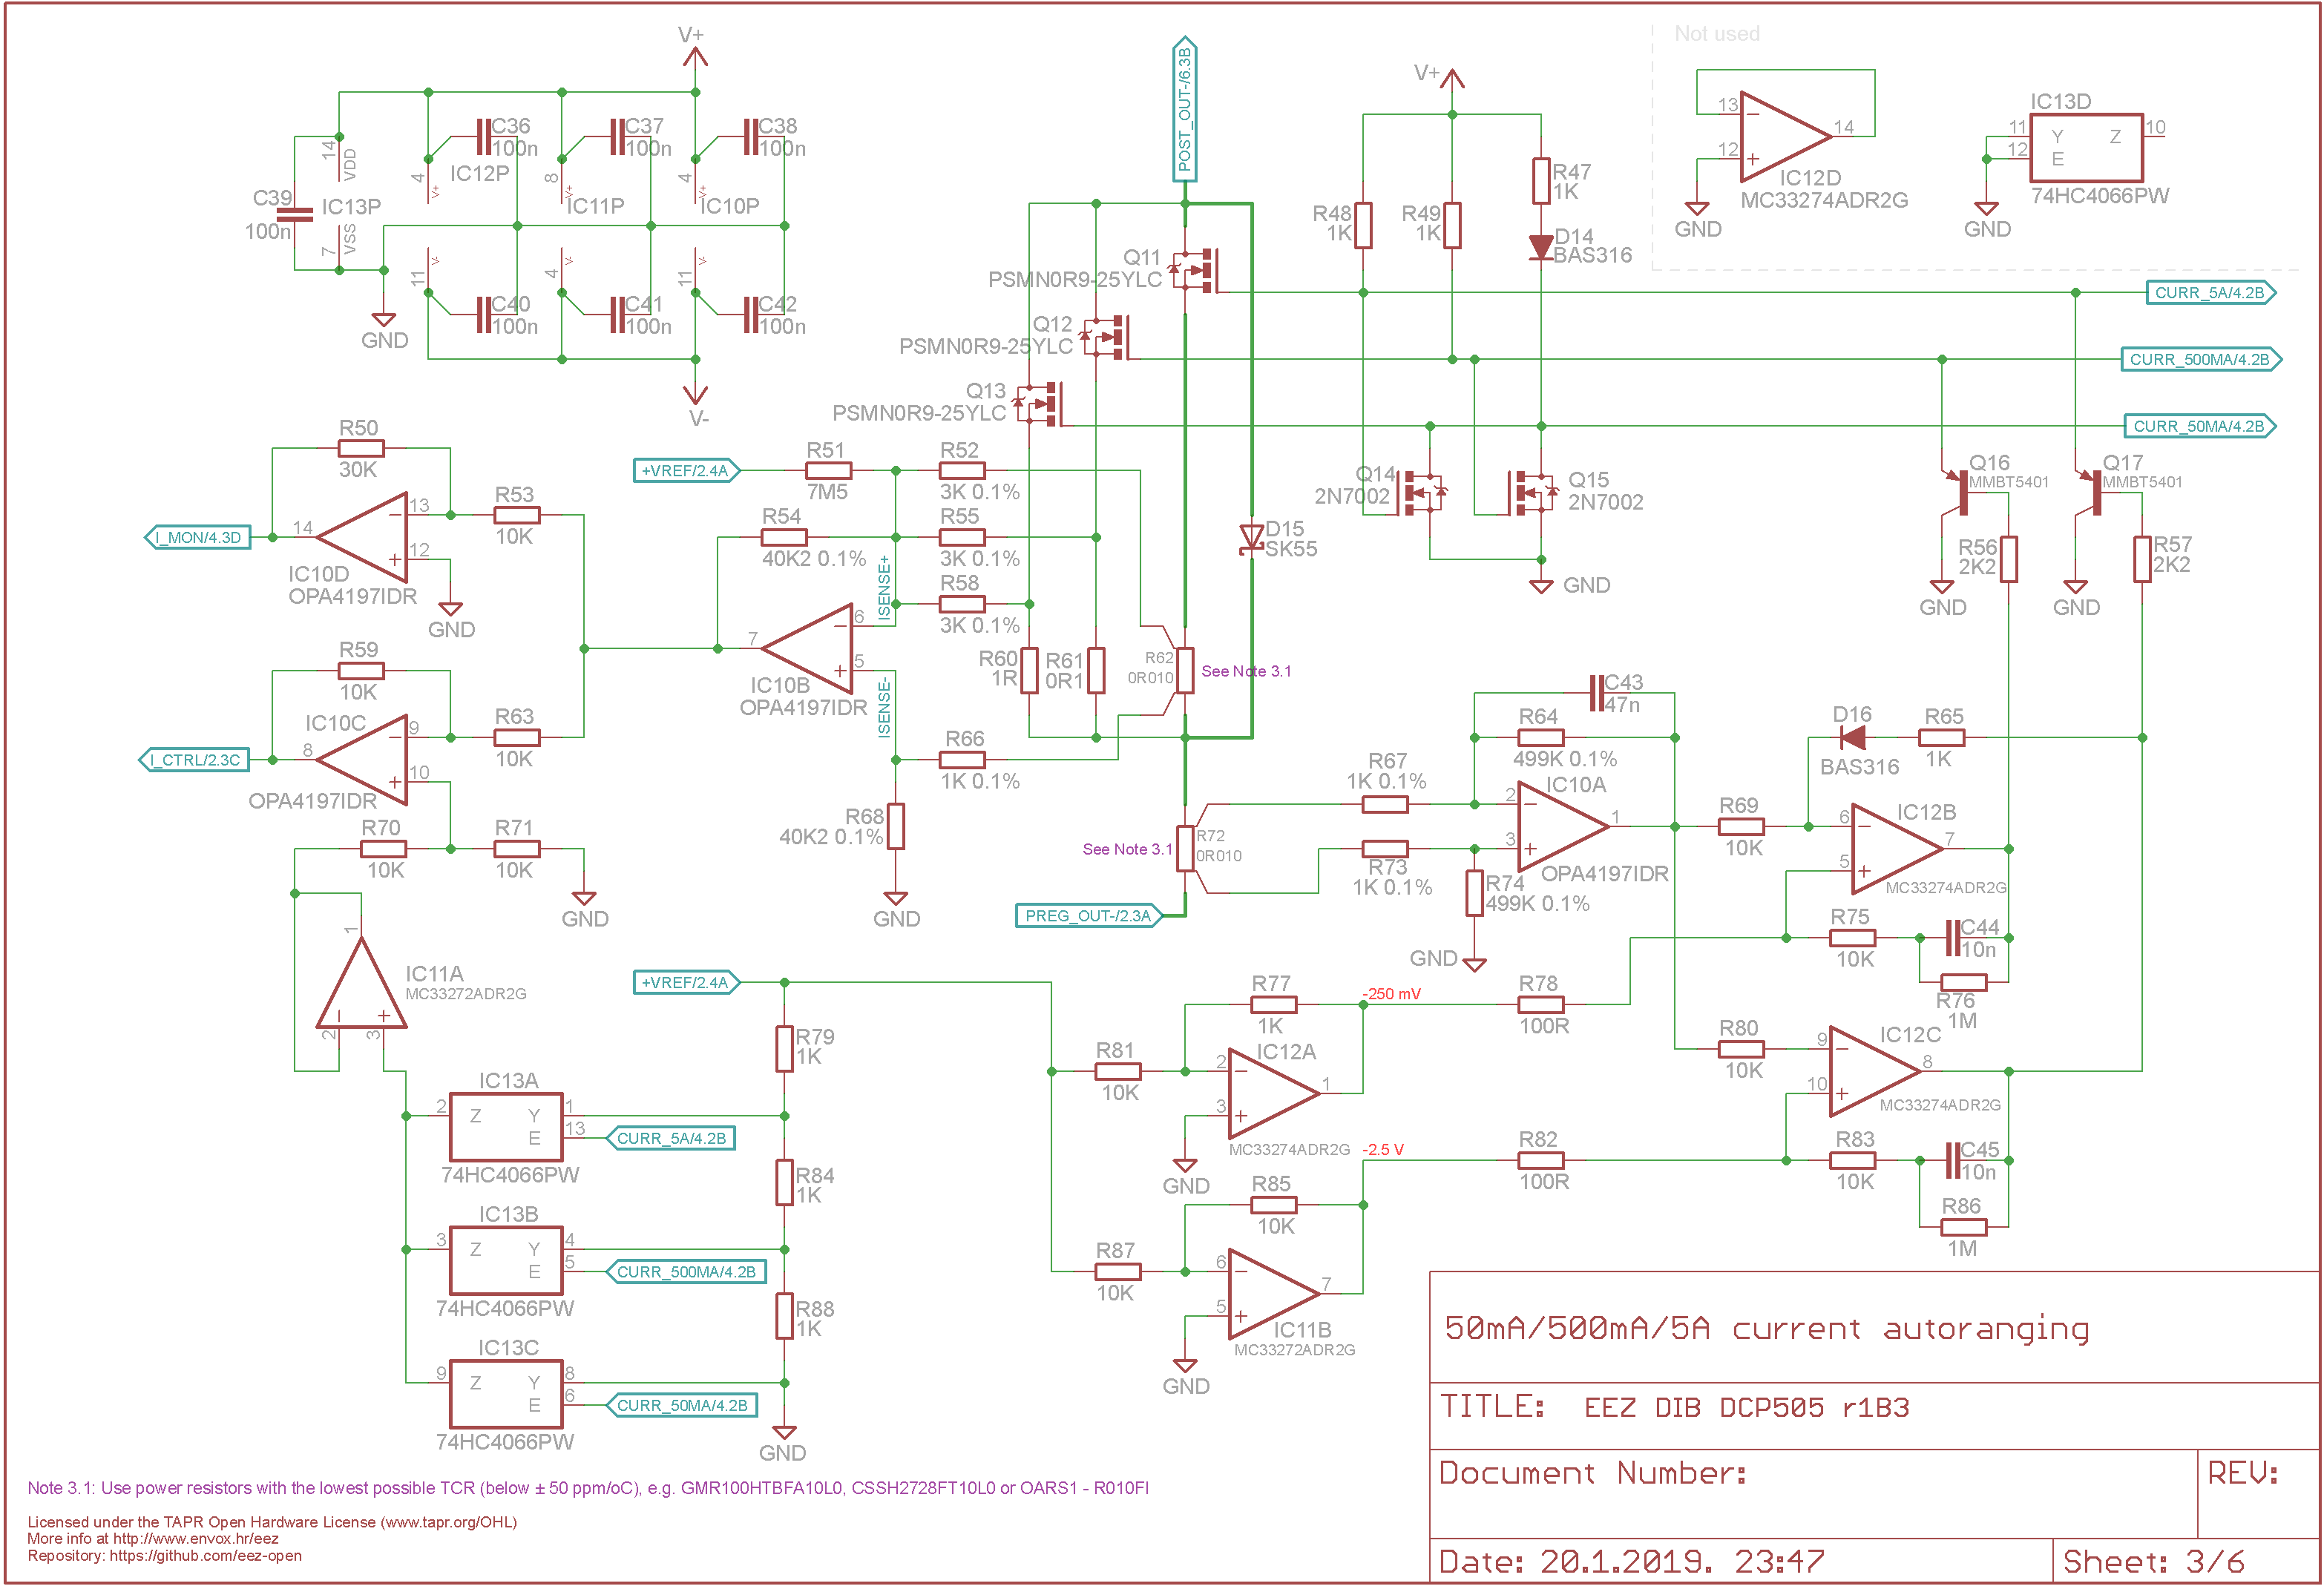 V+
C36
100n
C37
100n
C38
100n
14
VDD
4
V+
IC12P
8
V+
IC11P
4
V+
IC10P
C39
100n
IC13P
7
VSS
11
V-
4
V-
11
V-
C40
100n
C41
100n
C42
100n
GND
V-
POST_OUT-/6.3B
Q11
PSMN0R9-25YLC
Q12
PSMN0R9-25YLC
Q13
PSMN0R9-25YLC
V+
R48
1K
R49
1K
R47
1K
D14
BAS316
Not used
13
12
14
IC12D
MC33274ADR2G
GND
IC13D
11
Y
Z
10
12
E
74HC4066PW
GND
CURR_5A/4.2B
CURR_500MA/4.2B
CURR_50MA/4.2B
Q14
2N7002
Q15
2N7002
GND
Q16
MMBT5401
Q17
MMBT5401
R56
2K2
R57
2K2
GND
GND
R50
30K
13
14
12
R53
10K
I_MON/4.3D
IC10D
OPA4197IDR
GND
+VREF/2.4A
R51
7M5
R52
3K 0.1%
R54
40K2 0.1%
R55
3K 0.1%
R58
3K 0.1%
ISENSE+
ISENSE-
7
6
5
IC10B
OPA4197IDR
D15
SK55
R60
1R
R61
0R1
R62
0R010
See Note 3.1
R59
10K
IC10C
9
8
10
R63
10K
I_CTRL/2.3C
OPA4197IDR
R66
1K 0.1%
R68
40K2 0.1%
GND
R70
10K
R71
10K
GND
See Note 3.1
R72
0R010
PREG_OUT-/2.3A
C43
47n
R64
499K 0.1%
R67
1K 0.1%
R73
1K 0.1%
R74
499K 0.1%
GND
IC10A
2
3
1
OPA4197IDR
D16
BAS316
R65
1K
R69
10K
6
5
7
IC12B
MC33274ADR2G
R75
10K
C44
10n
R76
1M
1
IC11A
MC33272ADR2G
2
3
+VREF/2.4A
R79
1K
R84
1K
R88
1K
GND
R77
1K
-250 mV
R78
100R
R81
10K
2
3
1
IC12A
MC33274ADR2G
GND
R80
10K
9
10
8
IC12C
MC33274ADR2G
-2.5 V
R82
100R
R83
10K
C45
10n
R86
1M
R85
10K
R87
10K
6
5
7
IC11B
MC33272ADR2G
GND
IC13A
2
Z
Y
1
E
13
CURR_5A/4.2B
74HC4066PW
IC13B
3
Z
Y
4
E
5
CURR_500MA/4.2B
74HC4066PW
IC13C
9
Z
Y
8
E
6
CURR_50MA/4.2B
74HC4066PW
50mA/500mA/5A current autoranging
TITLE: EEZ DIB DCP505 r1B3
Document Number:
REV:
Date: 20.1.2019. 23:47
Sheet: 3/6
Note 3.1: Use power resistors with the lowest possible TCR (below ± 50 ppm/oC), e.g. GMR100HTBFA10L0, CSSH2728FT10L0 or OARS1 - R010FI
Licensed under the TAPR Open Hardware License (www.tapr.org/OHL)
More info at http://www.envox.hr/eez
Repository: https://github.com/eez-open